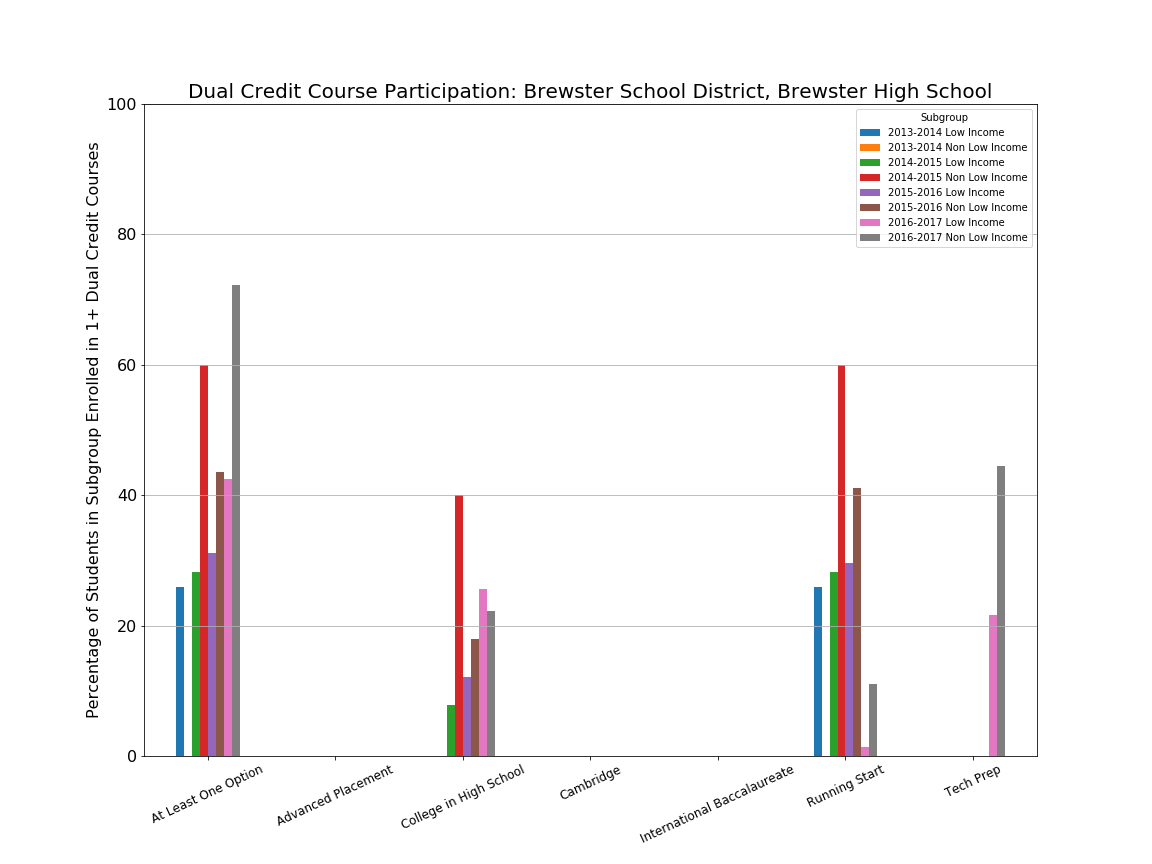 Dual Credit Course Participation: Brewster School District, Brewster High School
Percentage of Students in Subgroup Enrolled in 1+ Dual Credit Courses
100
80
60
40
20
0
Subgroup
2013-2014 Low Income
2013-2014 Non Low Income
2014-2015 Low Income
2014-2015 Non Low Income
2015-2016 Low Income
2015-2016 Non Low Income
2016-2017 Low Income
2016-2017 Non Low Income
At Least One Option
Advanced Placement
College in High School
Cambridge
International Baccalaureate
Running Start
Tech Prep